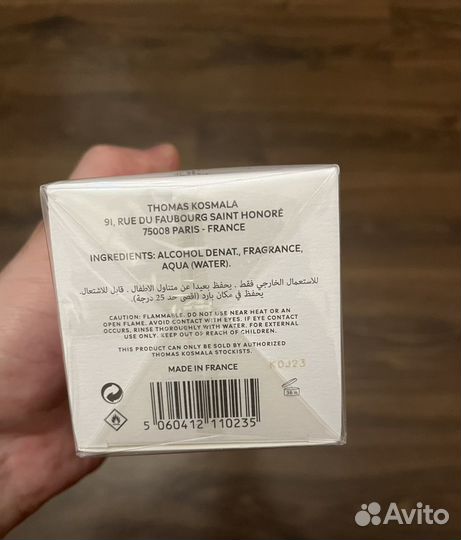 THOMAS KOSMALA
91, RUE DU FAUBOURG SAINT HONORÉ
75008 PARIS - FRANCE
INGREDIENTS: ALCOHOL DENAT., FRAGRANCE,
AQUA (WATER).
للاستعمال الخارجي فقط . يحفظ بعيدا عن متناول الاطفال . قابل للاشتعال.
يحفظ في مكان بارد (اقصى حد 25 درجة).
CAUTION: FLAMMABLE. DO NOT USE NEAR HEAT OR AN
OPEN FLAME. AVOID CONTACT WITH EYES. IF EYE CONTACT
OCCURS, RINSE THOROUGHLY WITH WATER. FOR EXTERNAL
USE ONLY. KEEP OUT OF REACH OF CHILDREN.
THIS PRODUCT CAN ONLY BE SOLD BY AUTHORIZED
THOMAS KOSMALA STOCKISTS.
MADE IN FRANCE
K0J23
36 M
5 060412 110235
Avito